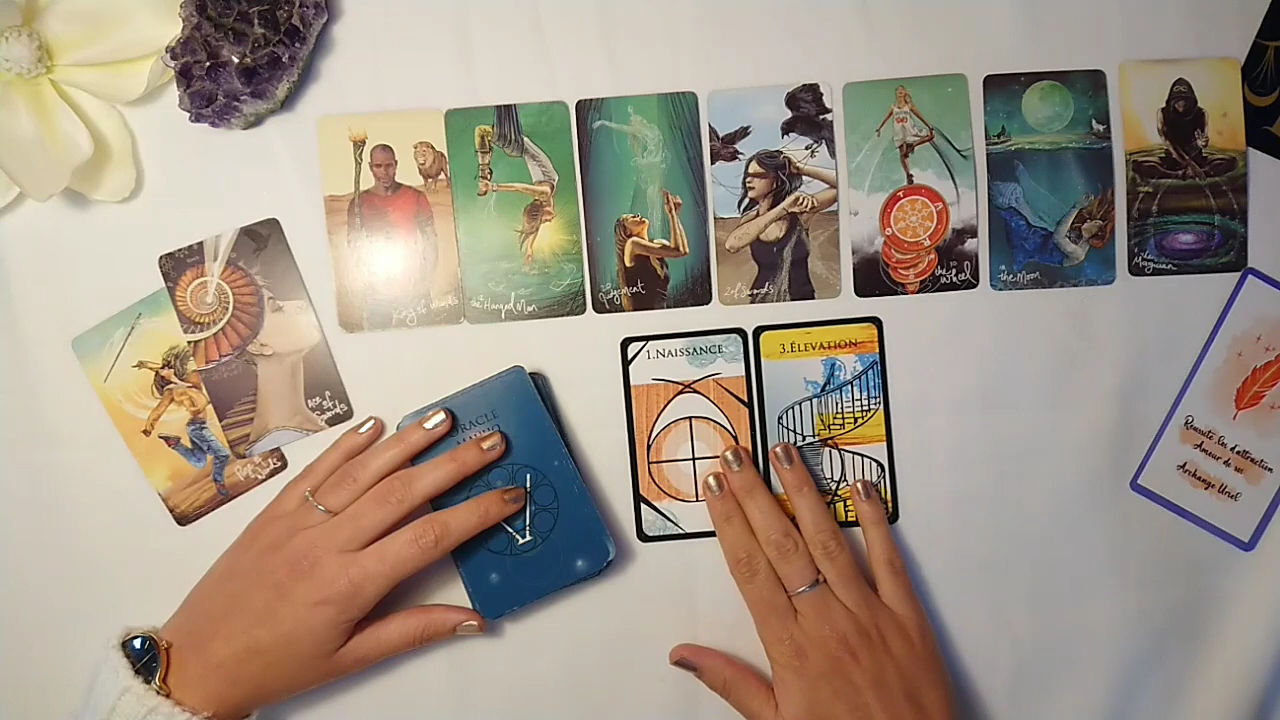 King of Wands
the Hanged Man
Judgement
2 of Swords
the Wheel
the Moon
the Magician
Ace of Swords
Page of Wands
ORACLE
1.NAISSANCE
3.ÉLEVATION
Réussite, loi d'attraction
Amour de soi
Archange Uriel